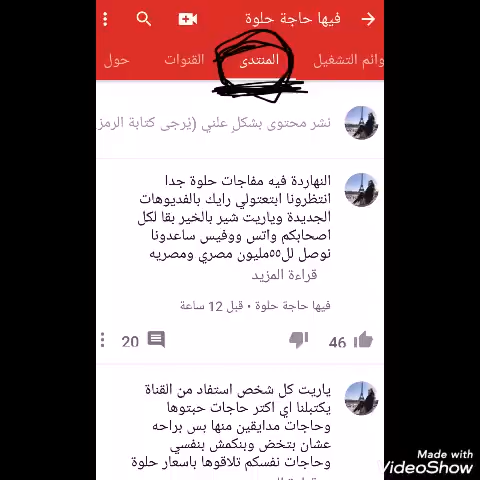 فيها حاجة حلوة
وائم التشغيل
المنتدى
القنوات
حول
نشر محتوى بشكلٍ علني (يُرجى كتابة الرمز
النهاردة فيه مفاجات حلوة جدا
انتظرونا ابتعتولي رايك بالفديوهات
الجديدة وياريت شير بالخير بقا لكل
اصحابكم واتس ووفيس ساعدونا
نوصل لل٥٥مليون مصري ومصريه
قراءة المزيد
فيها حاجة حلوة • قبل 12 ساعة
46
20
ياريت كل شخص استفاد من القناة
يكتبلنا اي اكتر حاجات حبتوها
وحاجات مدايقين منها بس براحه
عشان بتخض وبنكمش بنفسي
وحاجات نفسكم تلاقوها باسعار حلوة
Made with
VideoShow